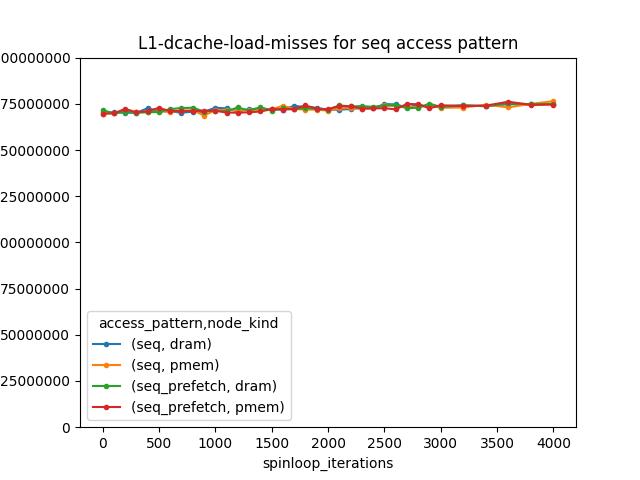 L1-dcache-load-misses for seq access pattern
00000000
75000000
50000000
25000000
00000000
75000000
50000000
25000000
0
access_pattern,node_kind
(seq, dram)
(seq, pmem)
(seq_prefetch, dram)
(seq_prefetch, pmem)
0 500 1000 1500 2000 2500 3000 3500 4000
spinloop_iterations